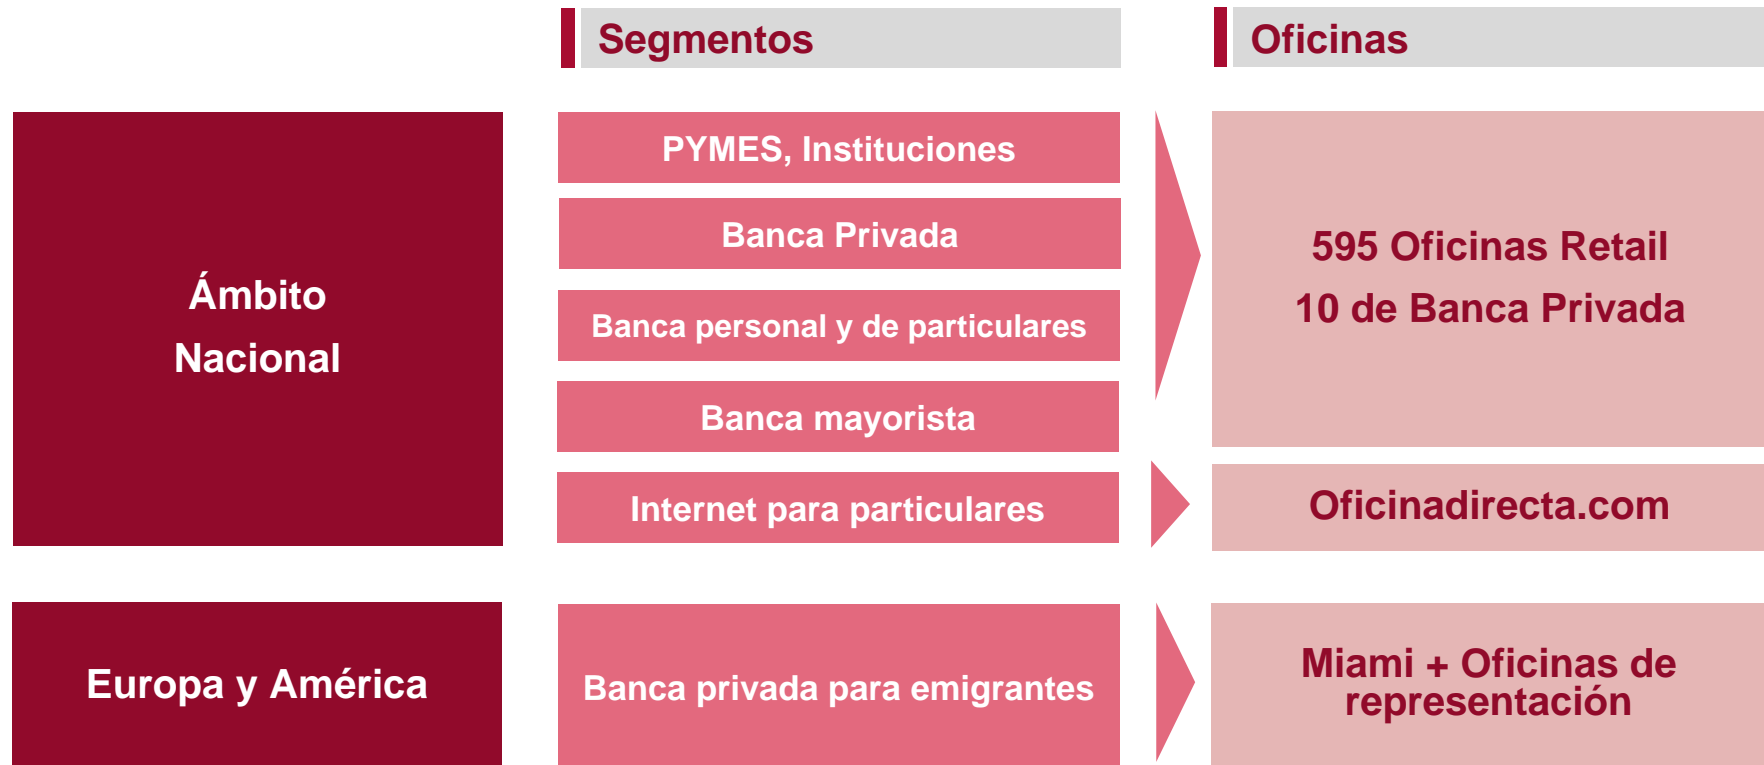 Segmentos
Oficinas
Ámbito
Nacional
PYMES, Instituciones
Banca Privada
Banca personal y de particulares
Banca mayorista
Internet para particulares
595 Oficinas Retail
10 de Banca Privada
Oficinadirecta.com
Europa y América
Banca privada para emigrantes
Miami + Oficinas de
representación